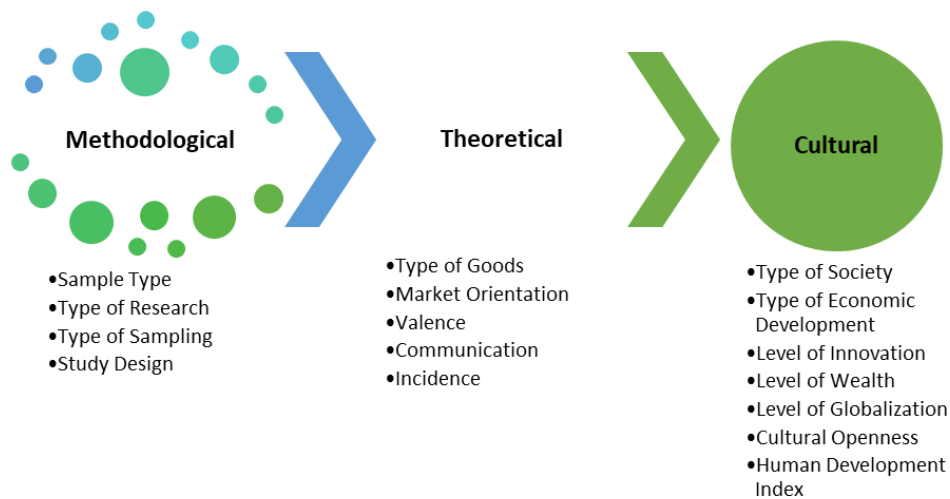 Methodological
•Sample Type
•Type of Research
•Type of Sampling
•Study Design
Theoretical
•Type of Goods
•Market Orientation
•Valence
•Communication
•Incidence
Cultural
•Type of Society
•Type of Economic
Development
•Level of Innovation
•Level of Wealth
•Level of Globalization
•Cultural Openness
•Human Development
Index